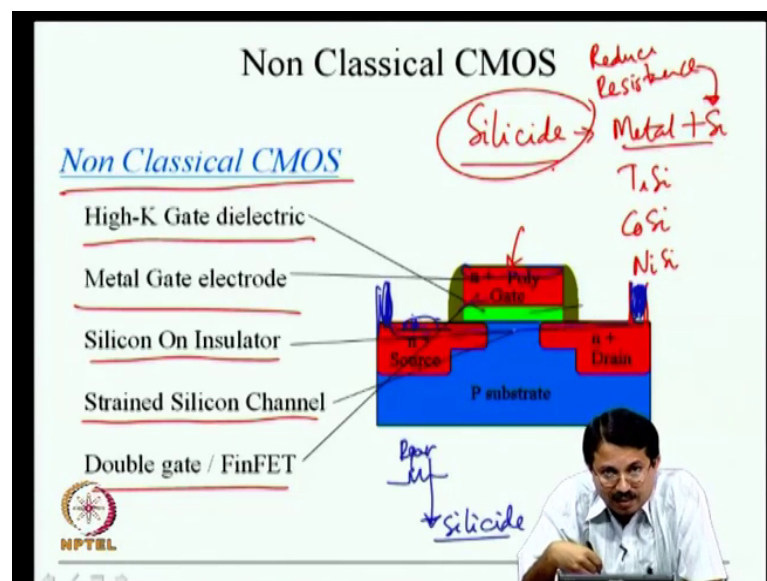 Non Classical CMOS
Reduce
Resistance
Silicide → Metal + Si
TiSi
CoSi
NiSi
Non Classical CMOS
High-K Gate dielectric
Metal Gate electrode
Silicon On Insulator
Strained Silicon Channel
Double gate / FinFET
n + Poly
Gate
n +
Source
n +
Drain
P substrate
Silicide
NPTEL